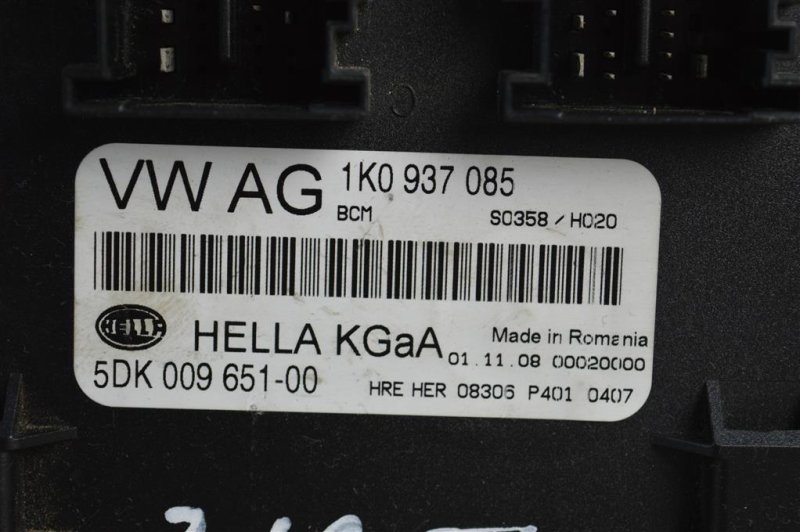 VW AG 1K0 937 085
BCM S0358 / H020
HELLA
HELLA KGaA Made in Romania
01.11.08 00020000
5DK 009 651-00
HRE HER 08306 P401 0407